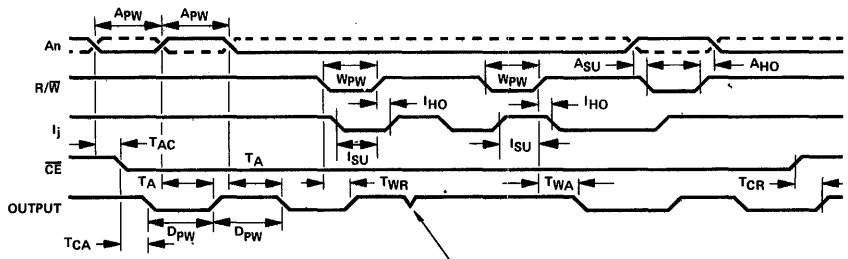 APW APW
An
ASU AHO
R/W̅ WPW WPW
IHO IHO
Ij
TAC ISU ISU
C̅E̅ TA
TA TWR TWA TCR
OUTPUT
DPW DPW
TCA